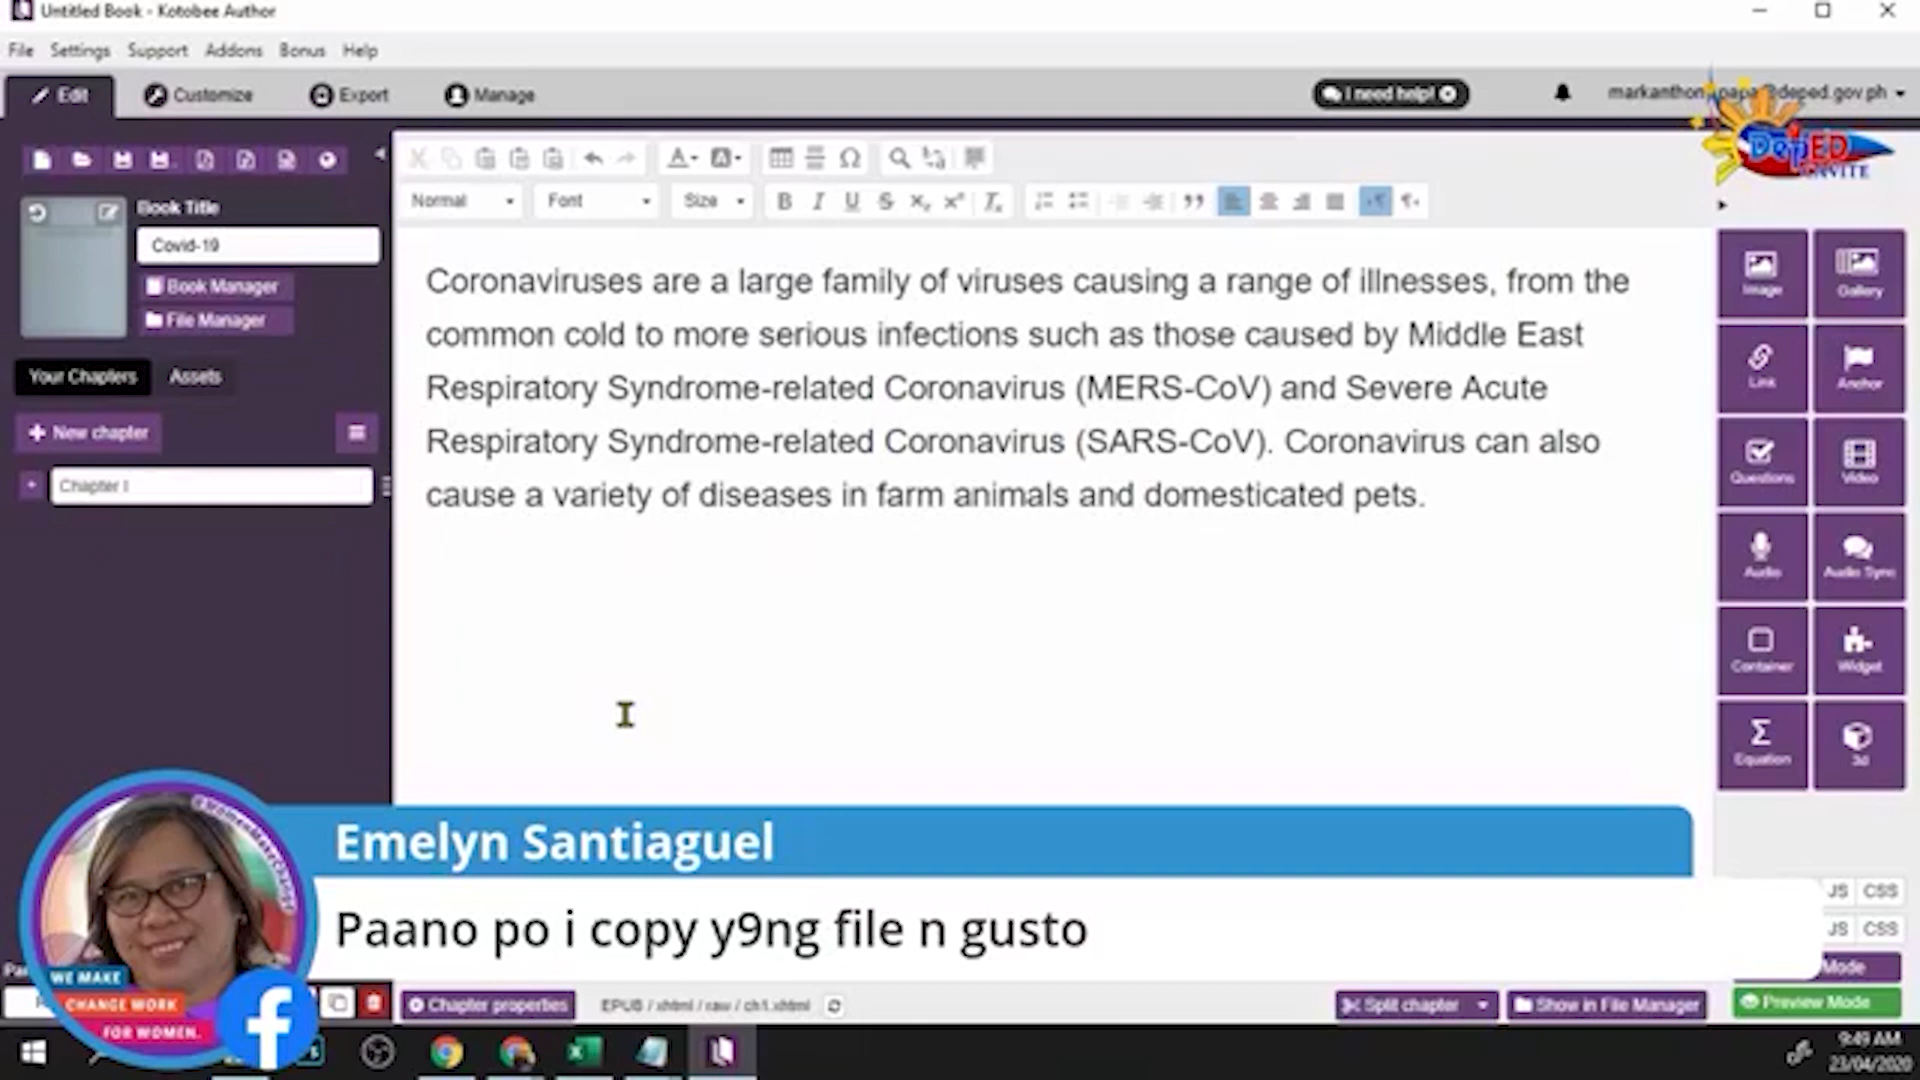 Untitled Book - Kotobee Author
File Settings Support Addons Bonus Help
Edit Customize Export Manage I need help!
DepED
Book Title
Covid-19
Book Manager
File Manager
Your Chapters Assets
New chapter
Chapter I
Normal Font Size
Coronaviruses are a large family of viruses causing a range of illnesses, from the
common cold to more serious infections such as those caused by Middle East
Respiratory Syndrome-related Coronavirus (MERS-CoV) and Severe Acute
Respiratory Syndrome-related Coronavirus (SARS-CoV). Coronavirus can also
cause a variety of diseases in farm animals and domesticated pets.
Image Gallery
Link Anchor
Questions Video
Audio Audio Sync
Container Widget
Equation 3d
JS CSS
JS CSS
Mode
Preview Mode
Emelyn Santiaguel
Paano po i copy y9ng file n gusto
WE MAKE
CHANGE WORK
FOR WOMEN.
Chapter properties EPUB / xhtml / raw / ch1.xhtml Split chapter Show in File Manager
9:49 AM
23/04/2020